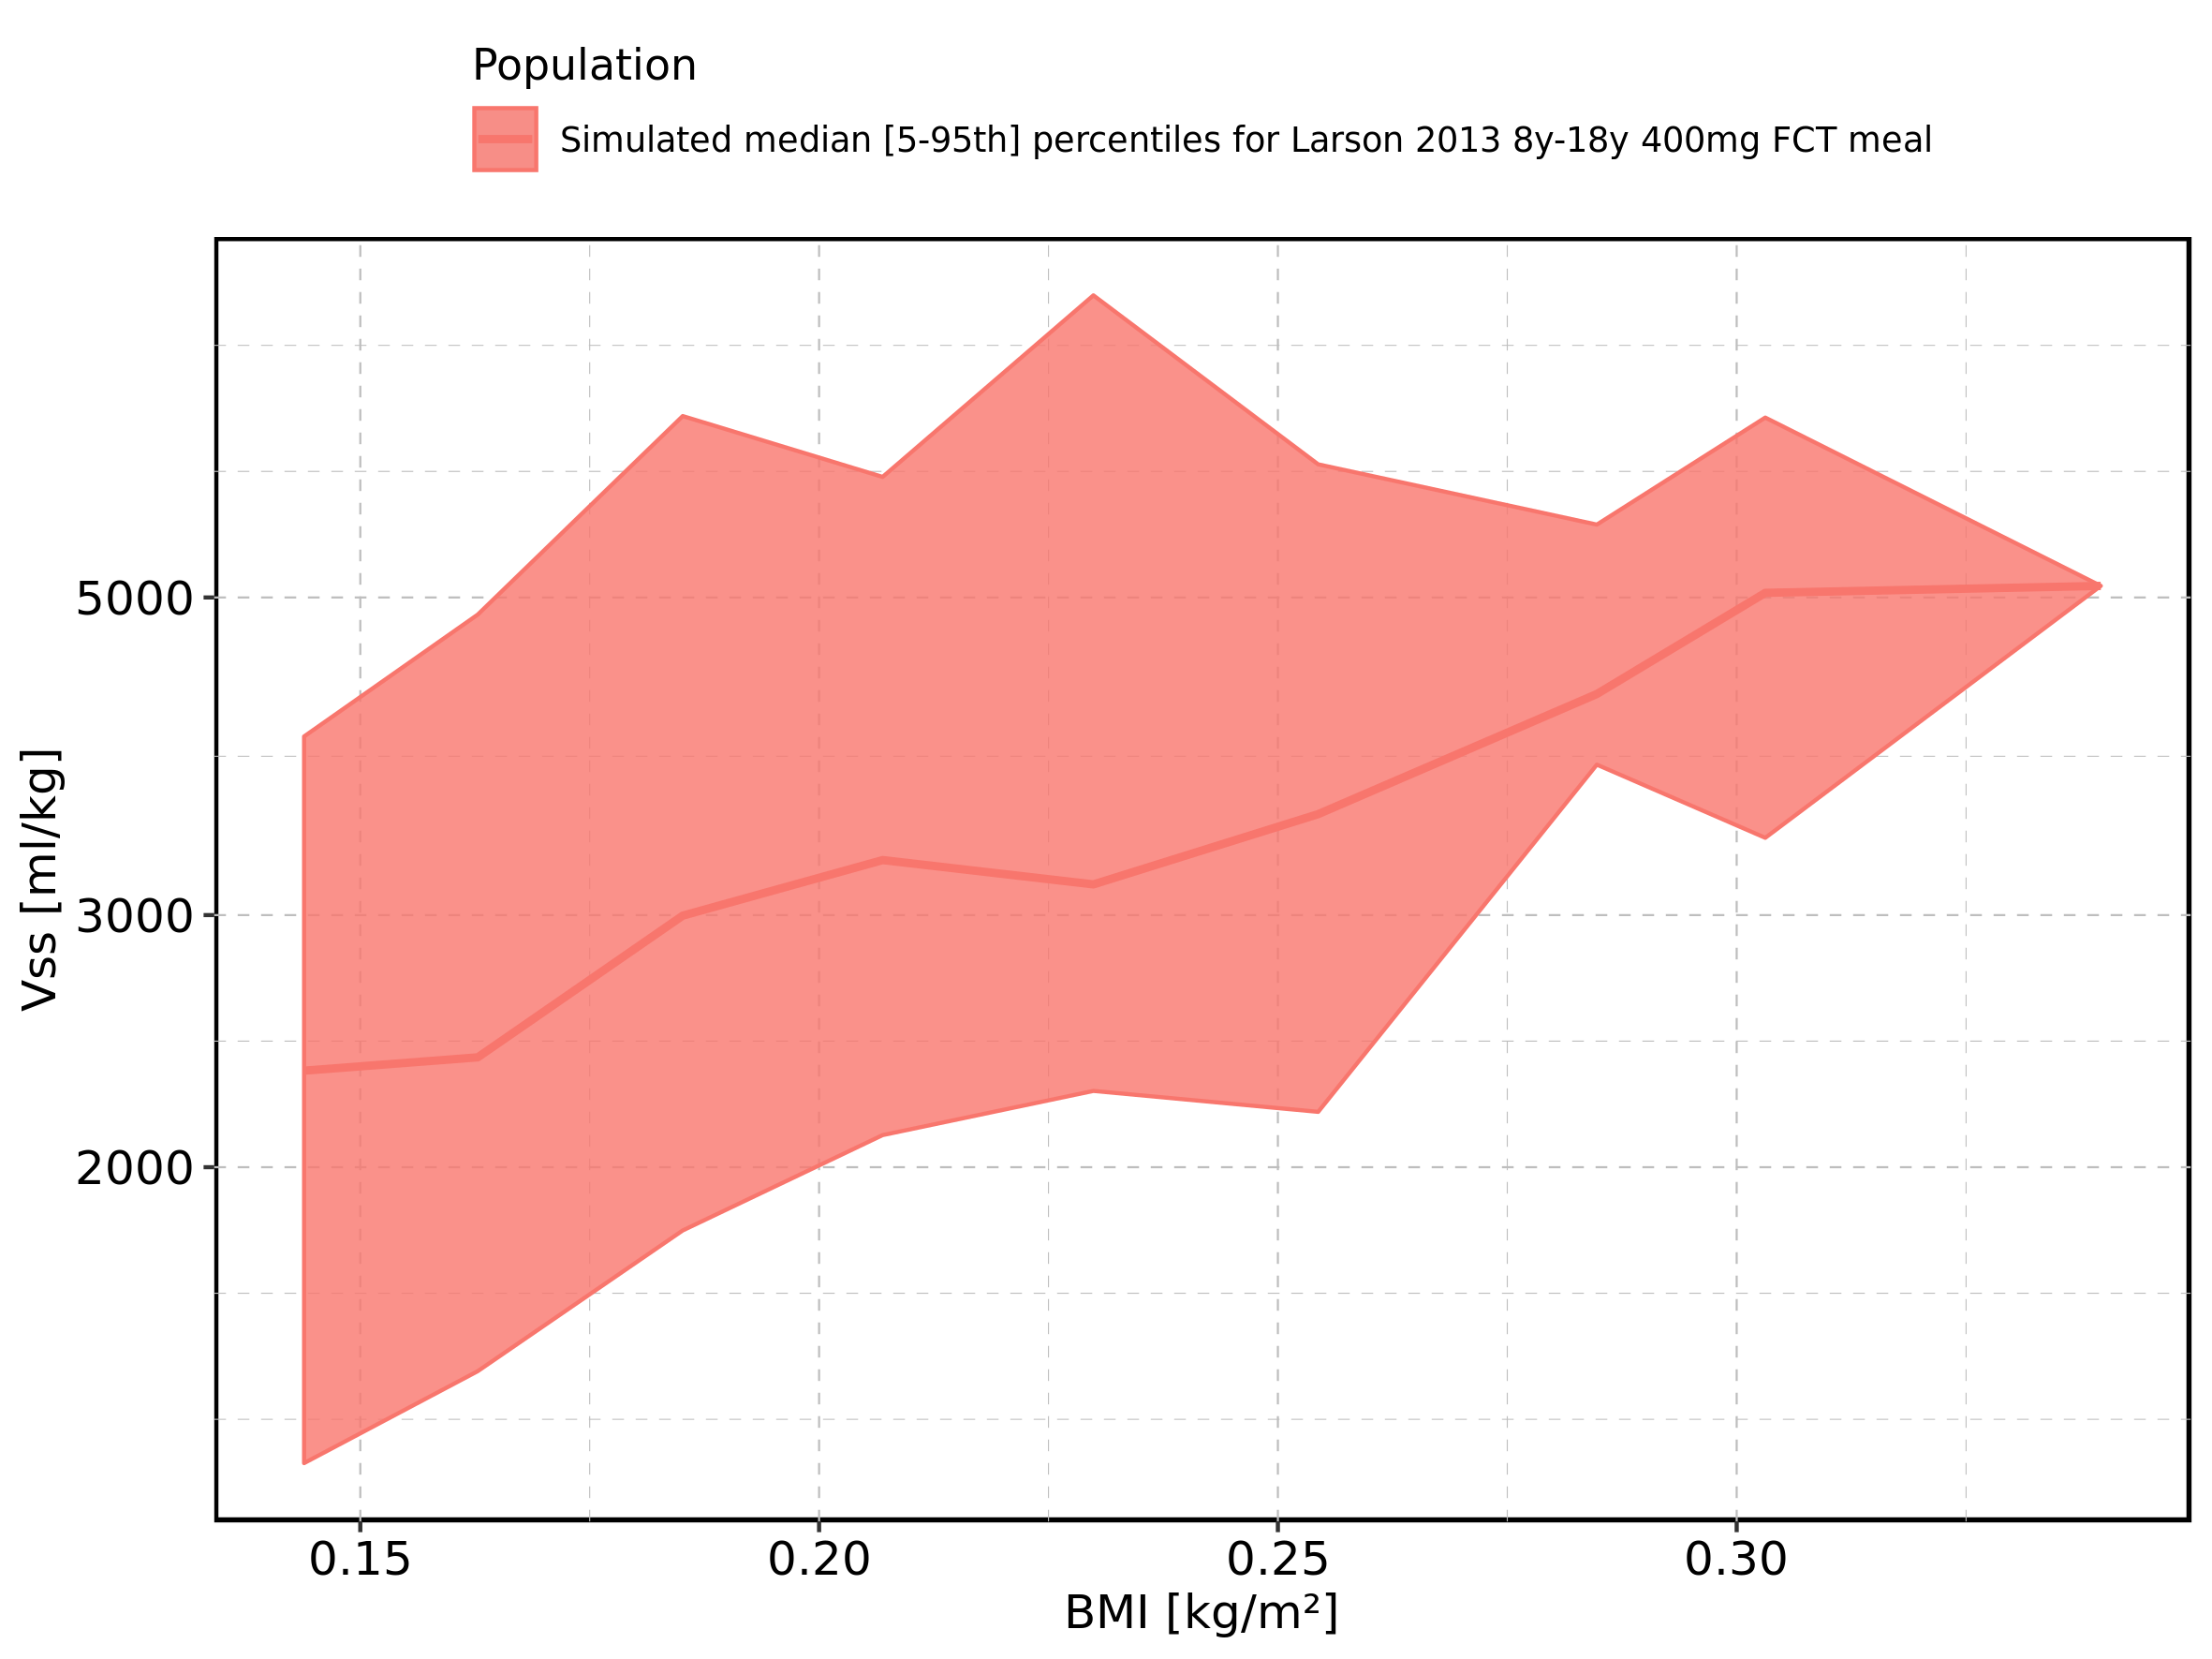 Population
Simulated median [5-95th] percentiles for Larson 2013 8y-18y 400mg FCT meal
Vss [ml/kg]
5000
3000
2000
0.15 0.20 0.25 0.30
BMI [kg/m²]